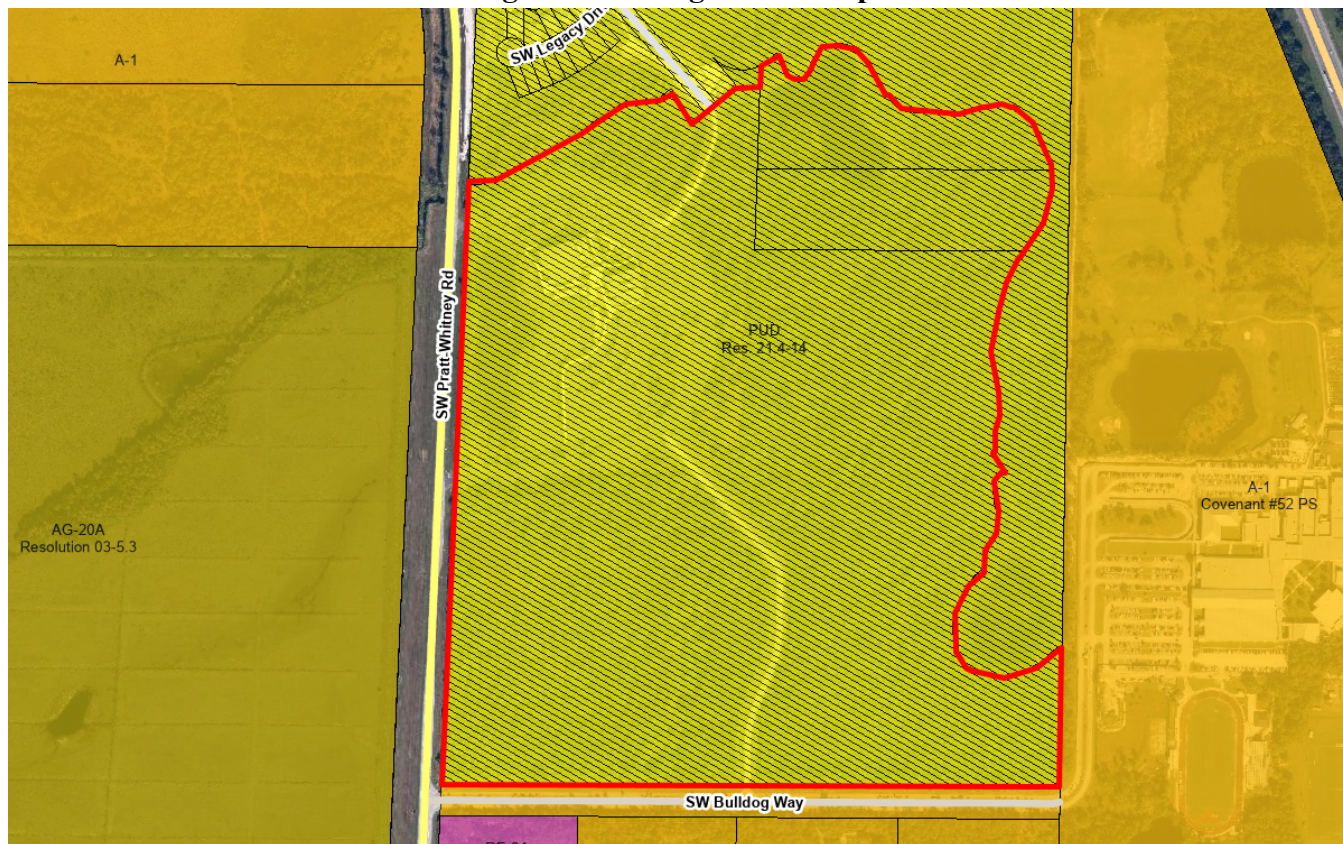 SW Legacy Dr
A-1
SW Pratt-Whitney Rd
PUD
Res. 21.4-14
A-1
Covenant #52 PS
AG-20A
Resolution 03-5.3
SW Bulldog Way